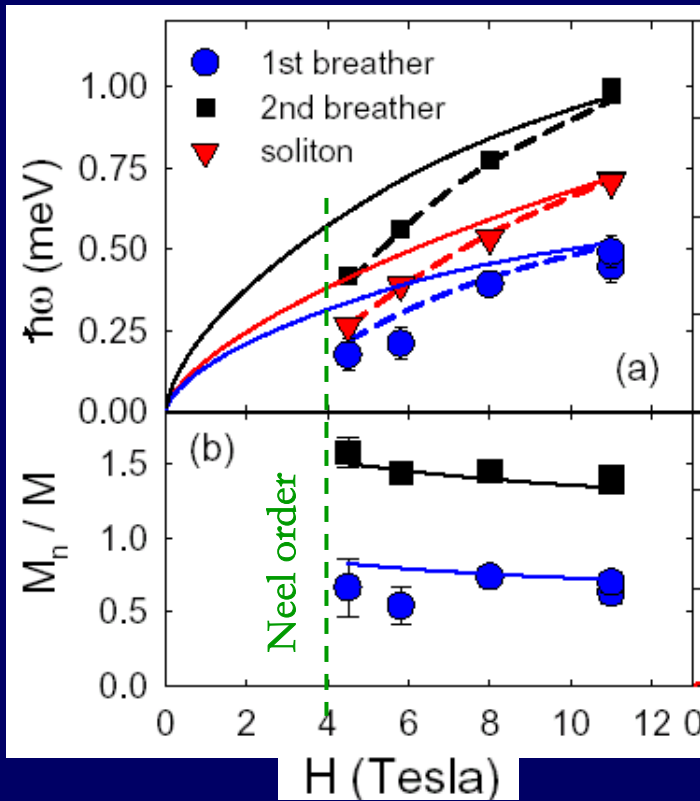 1.00
0.75
0.50
0.25
0.00
ħω (meV)
1st breather
2nd breather
soliton
(a)
(b)
1.5
1.0
0.5
0.0
Mn / M
Neel order
0 2 4 6 8 10 12 0
H (Tesla)